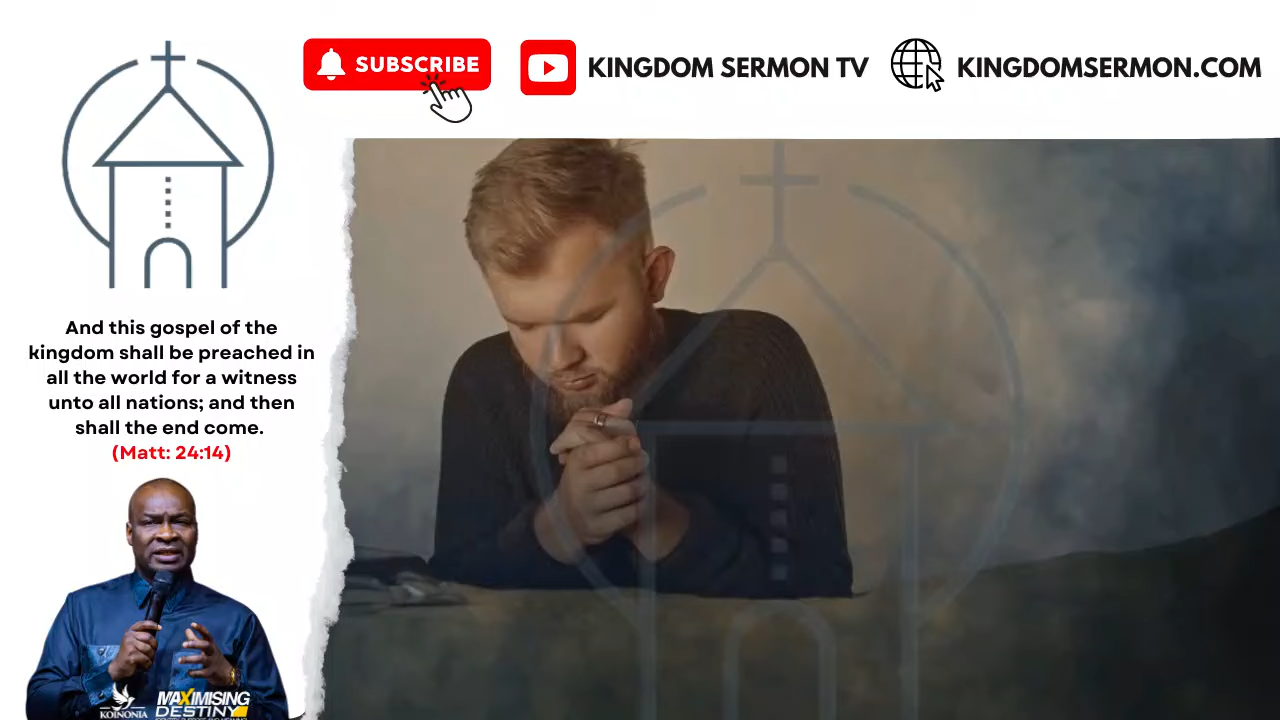 SUBSCRIBE
KINGDOM SERMON TV
KINGDOMSERMON.COM
And this gospel of the
kingdom shall be preached in
all the world for a witness
unto all nations; and then
shall the end come.
(Matt: 24:14)
KOINONIA
MAXIMISING
DESTINY